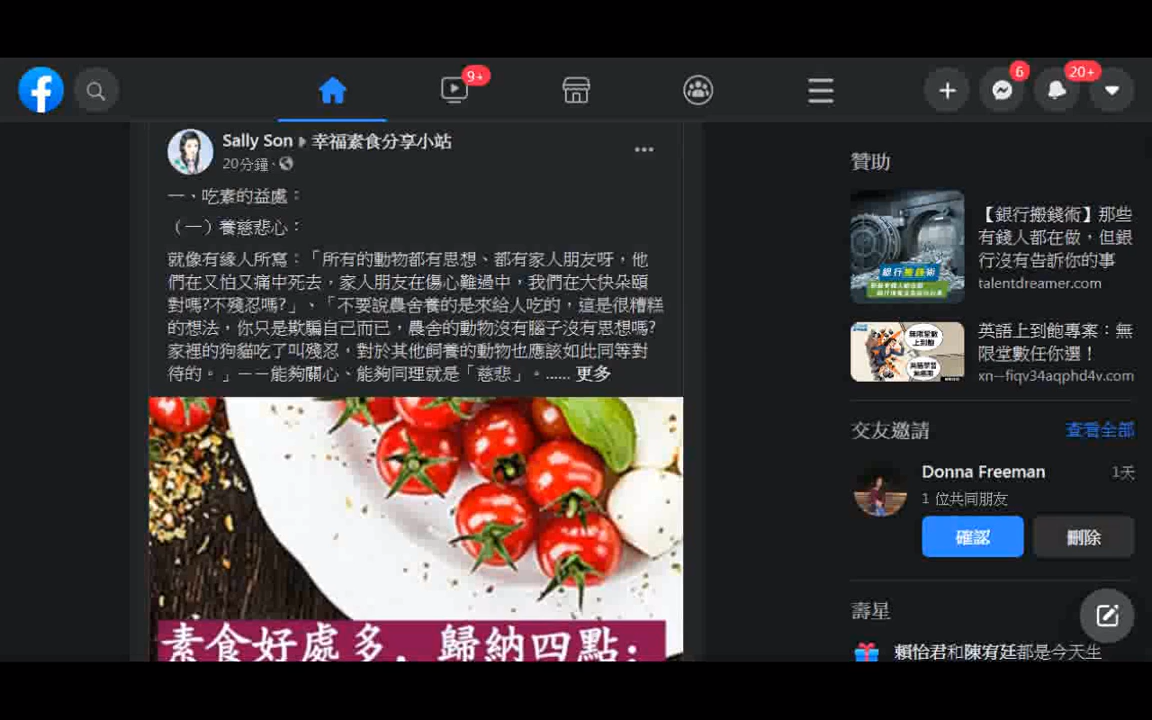 9+
6
20+
Sally Son ▸ 幸福素食分享小站
20分鐘 ·
一、吃素的益處：
（一）養慈悲心：
就像有緣人所寫：「所有的動物都有思想、都有家人朋友呀，他
們在又怕又痛中死去，家人朋友在傷心難過中，我們在大快朵頤
對嗎?不殘忍嗎?」、「不要說農舍養的是來給人吃的，這是很糟糕
的想法，你只是欺騙自己而已，農舍的動物沒有腦子沒有思想嗎?
家裡的狗貓吃了叫殘忍，對於其他飼養的動物也應該如此同等對
待的。」－－能夠關心、能夠同理就是「慈悲」。...... 更多
素食好處多，歸納四點：
贊助
銀行搬錢術
【銀行搬錢術】那些
有錢人都在做，但銀
行沒有告訴你的事
talentdreamer.com
無限堂數
上到飽
英語上到飽專案：無
限堂數任你選！
xn--fiqv34aqphd4v.com
交友邀請
查看全部
Donna Freeman
1天
1 位共同朋友
確認
刪除
壽星
賴怡君和陳宥廷都是今天生